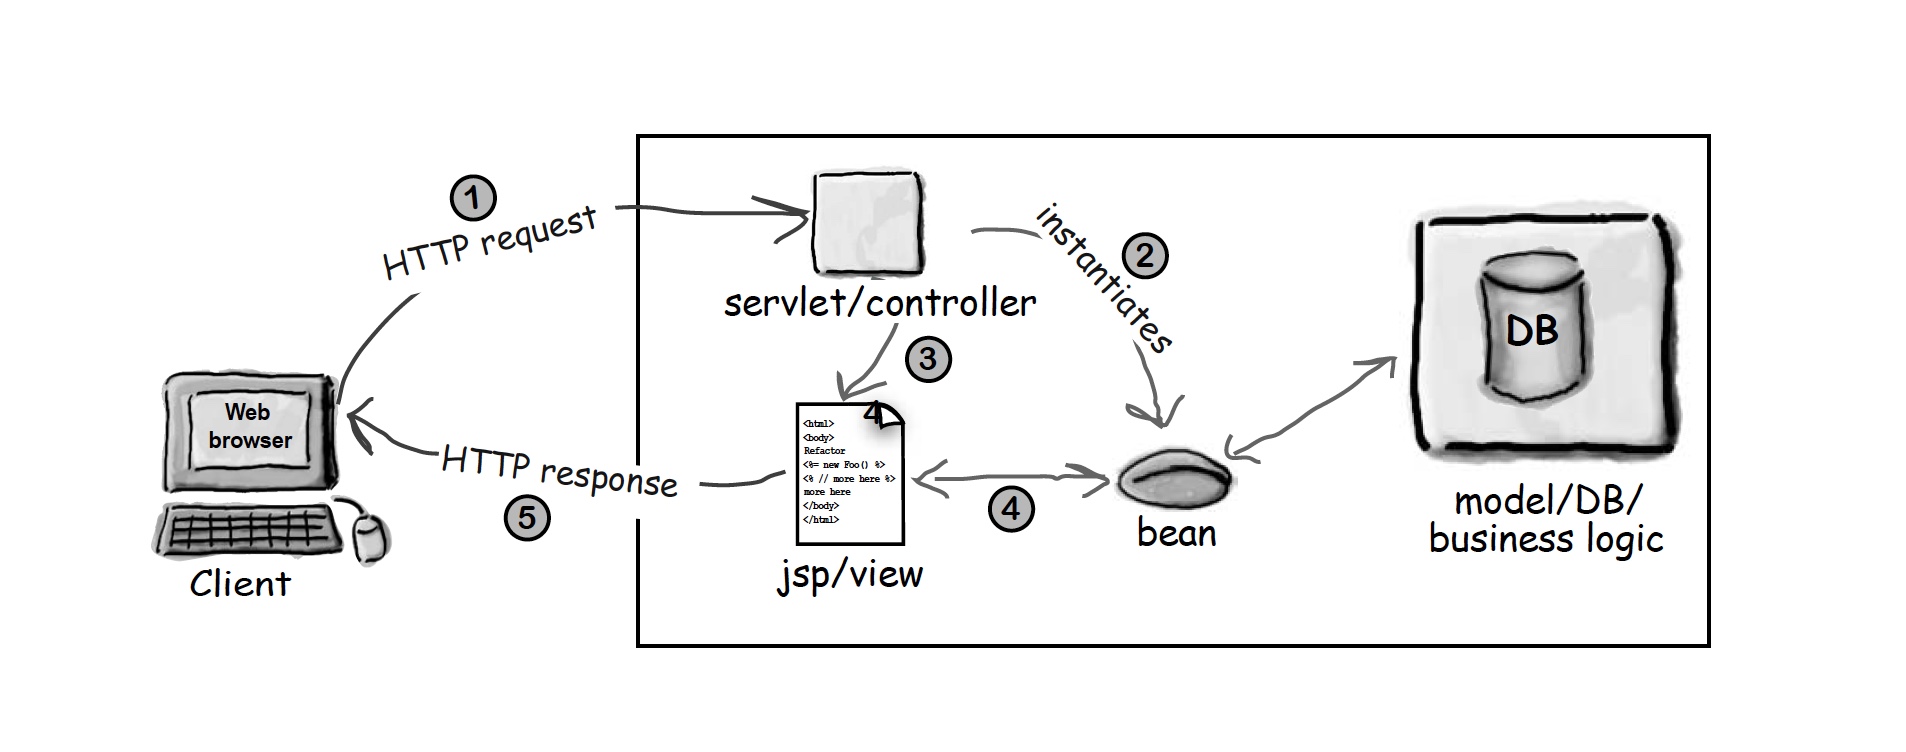 1
HTTP request
servlet/controller
instantiates
2
3
DB
model/DB/
business logic
Web
browser
Client
HTTP response
5
4
<html>
<body>
Refactor
<%= new Foo() %>
<% // more here %>
more here
</body>
</html>
jsp/view
4
bean